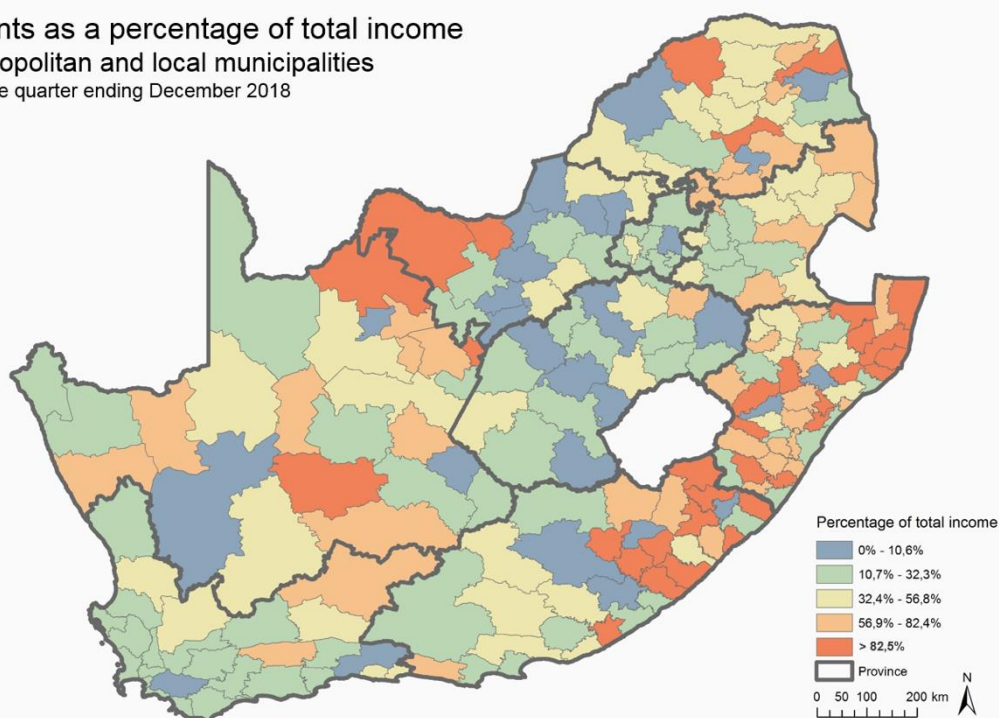 nts as a percentage of total income
opolitan and local municipalities
e quarter ending December 2018
Percentage of total income
0% - 10,6%
10,7% - 32,3%
32,4% - 56,8%
56,9% - 82,4%
> 82,5%
Province
0 50 100 200 km
N